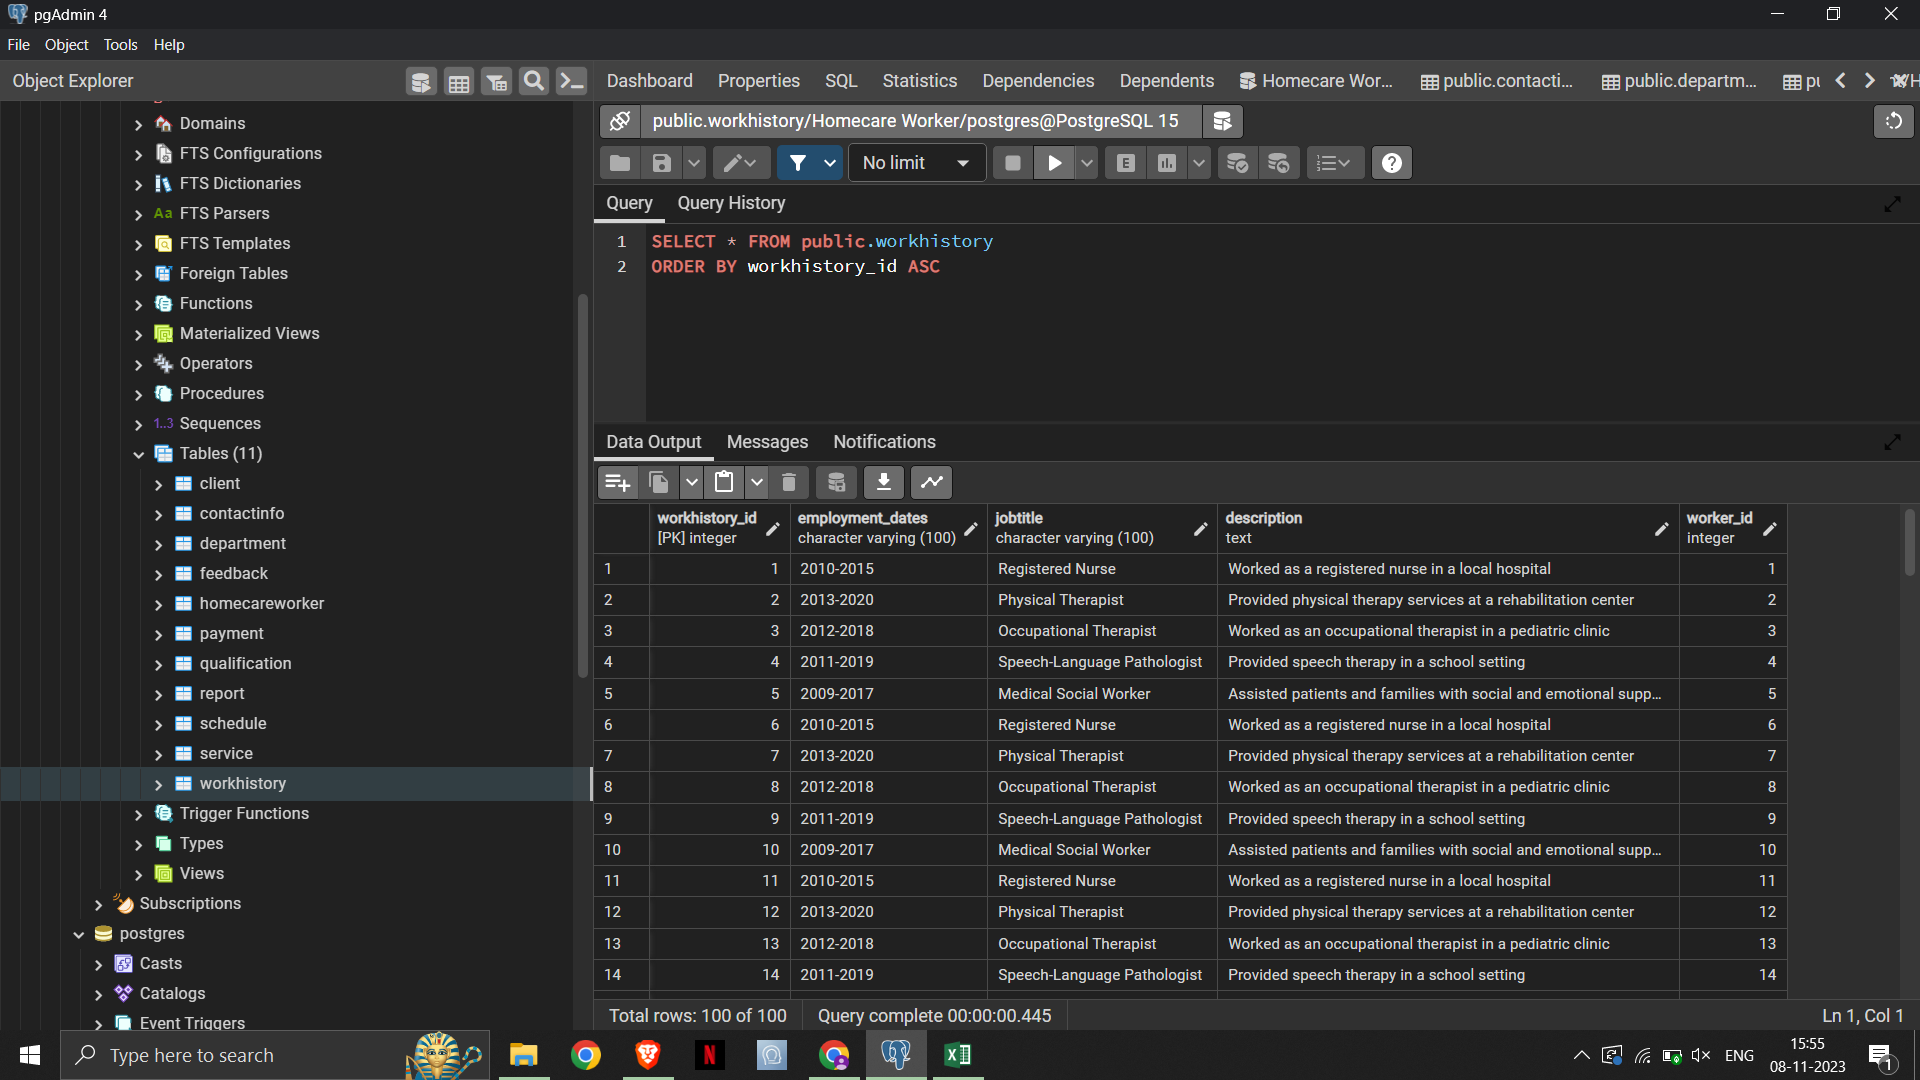 pgAdmin 4
File Object Tools Help
Object Explorer
Dashboard Properties SQL Statistics Dependencies Dependents Homecare Wor... public.contacti... public.departm... pu
Domains
FTS Configurations
FTS Dictionaries
Aa FTS Parsers
FTS Templates
Foreign Tables
Functions
Materialized Views
Operators
Procedures
1..3 Sequences
Tables (11)
client
contactinfo
department
feedback
homecareworker
payment
qualification
report
schedule
service
workhistory
Trigger Functions
Types
Views
Subscriptions
postgres
Casts
Catalogs
Event Triggers
public.workhistory/Homecare Worker/postgres@PostgreSQL 15
No limit
E
Query Query History
1 SELECT * FROM public.workhistory
2 ORDER BY workhistory_id ASC
Data Output Messages Notifications
workhistory_id employment_dates jobtitle description worker_id
[PK] integer character varying (100) character varying (100) text integer
1 1 2010-2015 Registered Nurse Worked as a registered nurse in a local hospital 1
2 2 2013-2020 Physical Therapist Provided physical therapy services at a rehabilitation center 2
3 3 2012-2018 Occupational Therapist Worked as an occupational therapist in a pediatric clinic 3
4 4 2011-2019 Speech-Language Pathologist Provided speech therapy in a school setting 4
5 5 2009-2017 Medical Social Worker Assisted patients and families with social and emotional supp... 5
6 6 2010-2015 Registered Nurse Worked as a registered nurse in a local hospital 6
7 7 2013-2020 Physical Therapist Provided physical therapy services at a rehabilitation center 7
8 8 2012-2018 Occupational Therapist Worked as an occupational therapist in a pediatric clinic 8
9 9 2011-2019 Speech-Language Pathologist Provided speech therapy in a school setting 9
10 10 2009-2017 Medical Social Worker Assisted patients and families with social and emotional supp... 10
11 11 2010-2015 Registered Nurse Worked as a registered nurse in a local hospital 11
12 12 2013-2020 Physical Therapist Provided physical therapy services at a rehabilitation center 12
13 13 2012-2018 Occupational Therapist Worked as an occupational therapist in a pediatric clinic 13
14 14 2011-2019 Speech-Language Pathologist Provided speech therapy in a school setting 14
Total rows: 100 of 100 Query complete 00:00:00.445 Ln 1, Col 1
Type here to search
N
ENG
15:55
08-11-2023
1